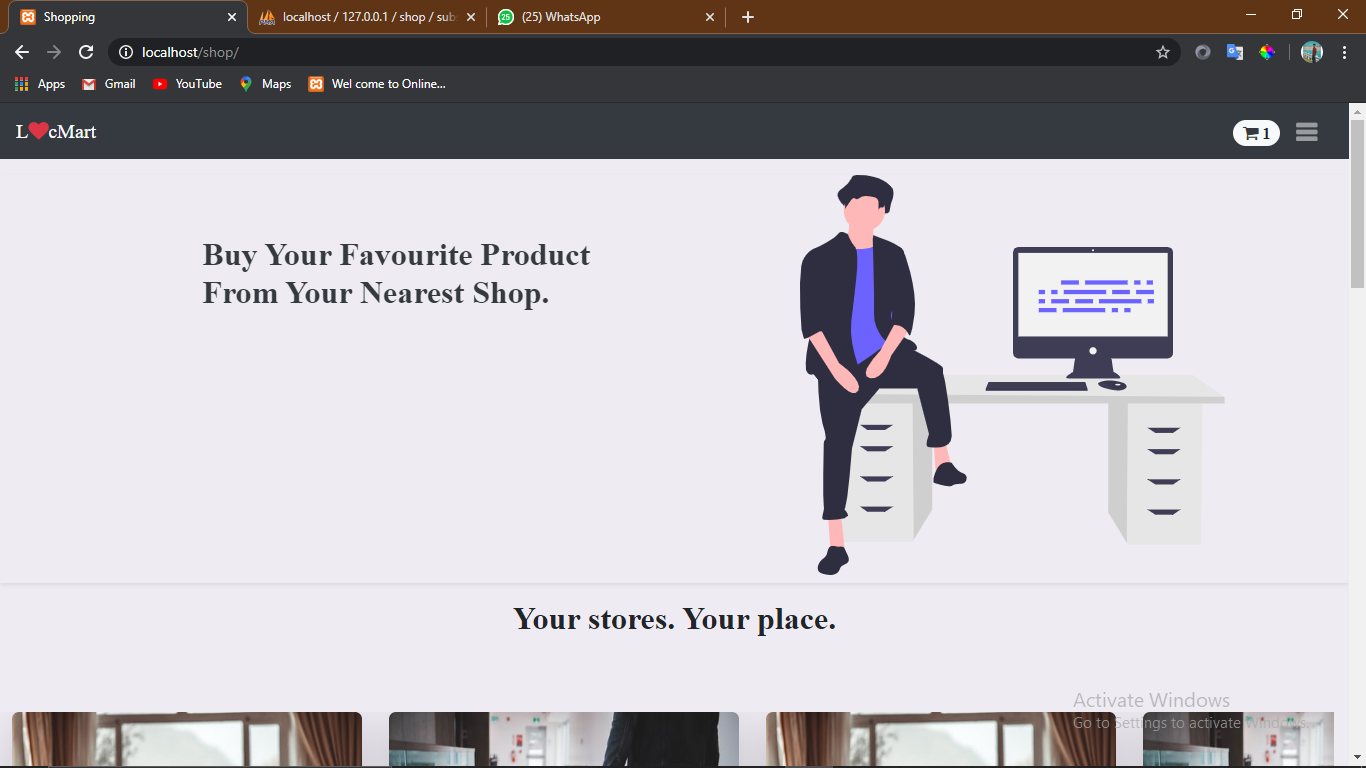 Shopping
localhost / 127.0.0.1 / shop / sub
25
(25) WhatsApp
localhost/shop/
Apps
Gmail
YouTube
Maps
Wel come to Online...
L❤cMart
1
Buy Your Favourite Product
From Your Nearest Shop.
Your stores. Your place.
Activate Windows
Go to Settings to activate Windows.